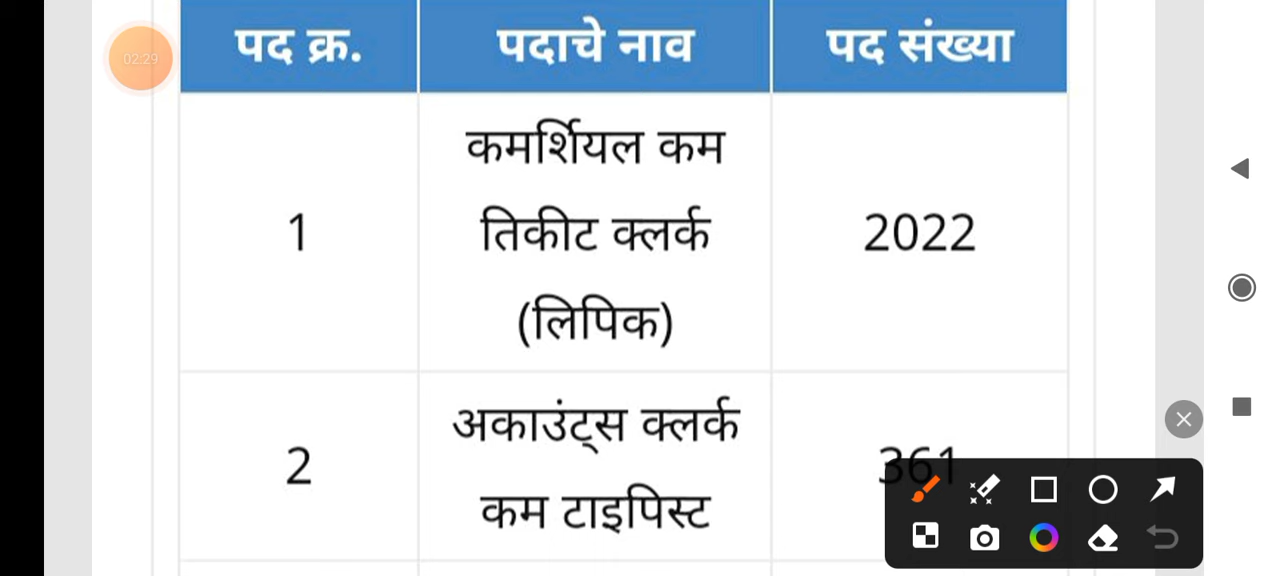 02:29
पद क्र. पदाचे नाव पद संख्या
कमर्शियल कम
1 तिकीट क्लर्क 2022
(लिपिक)
अकाउंट्स क्लर्क
2 361
कम टाइपिस्ट